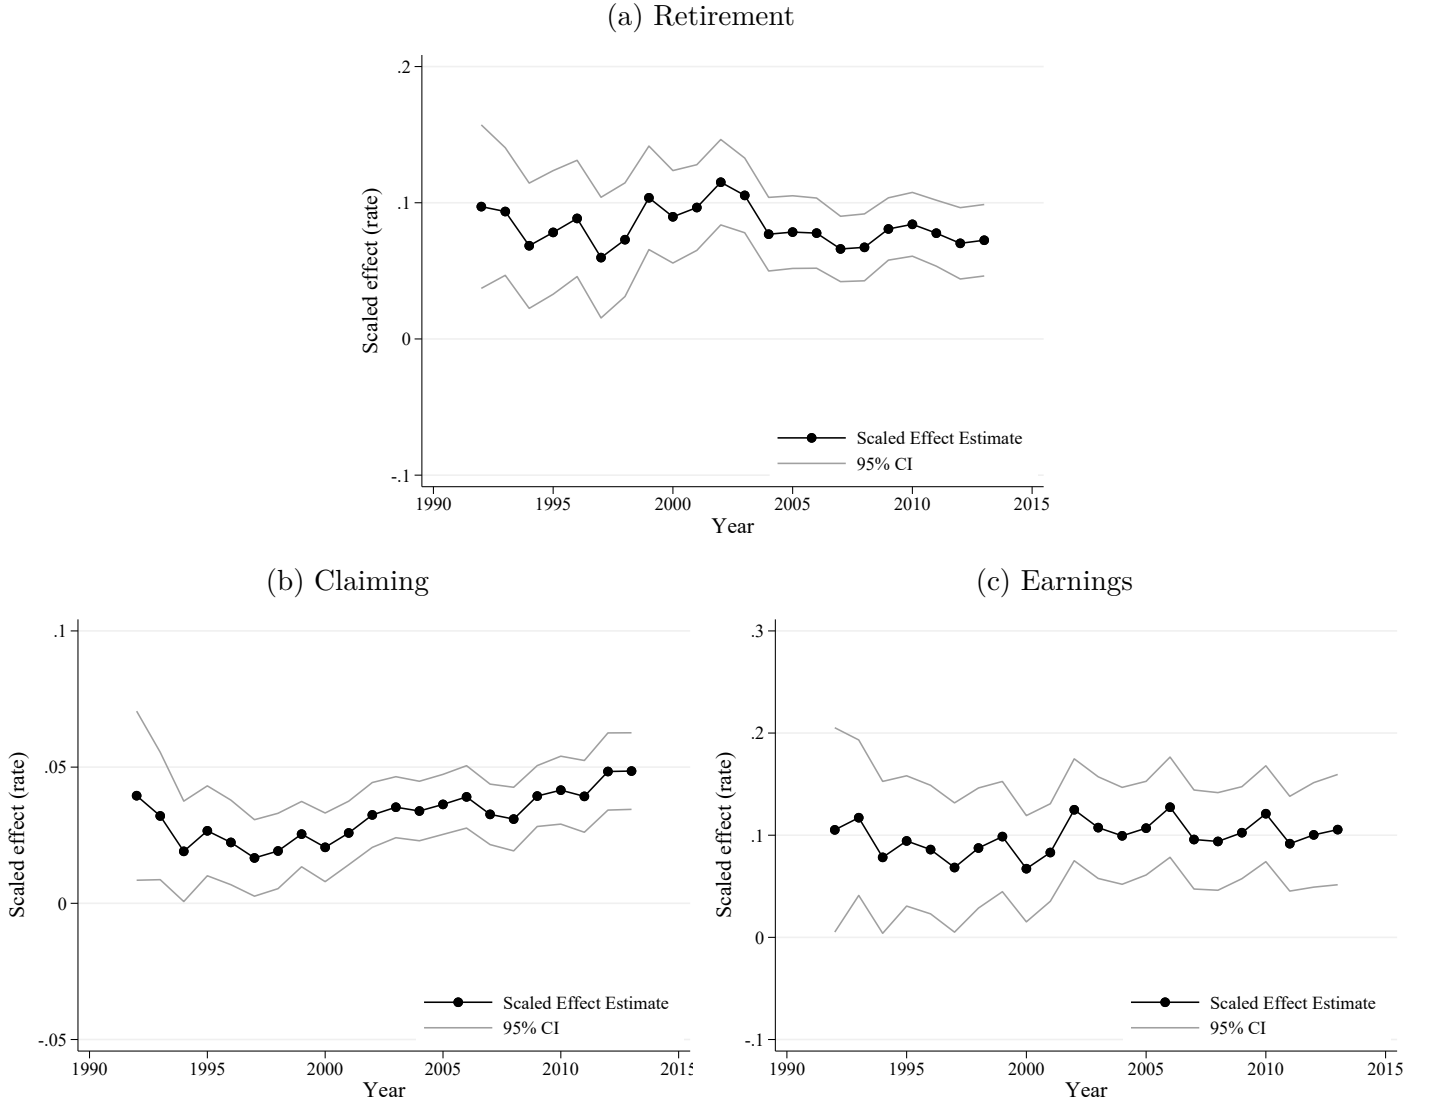 (a) Retirement
.2
.1
0
-.1
Scaled effect (rate)
Scaled Effect Estimate
95% CI
1990 1995 2000 2005 2010 2015
Year
(b) Claiming
.1
.05
0
-.05
Scaled effect (rate)
Scaled Effect Estimate
95% CI
1990 1995 2000 2005 2010 2015
Year
(c) Earnings
.3
.2
.1
0
-.1
Scaled effect (rate)
Scaled Effect Estimate
95% CI
1990 1995 2000 2005 2010 2015
Year